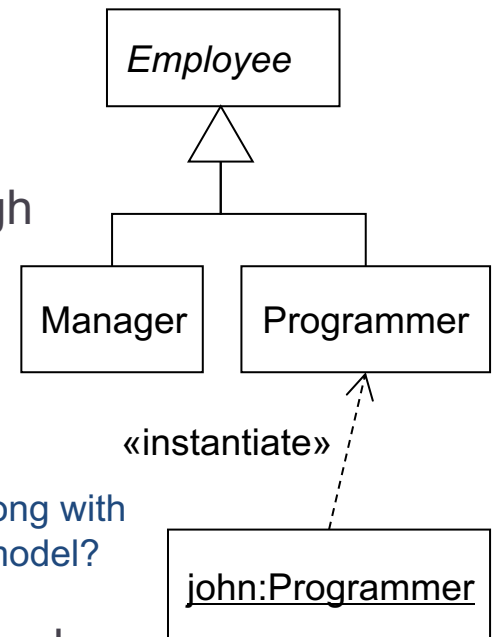 Employee
gh
Manager
Programmer
«instantiate»
ong with
model?
john:Programmer